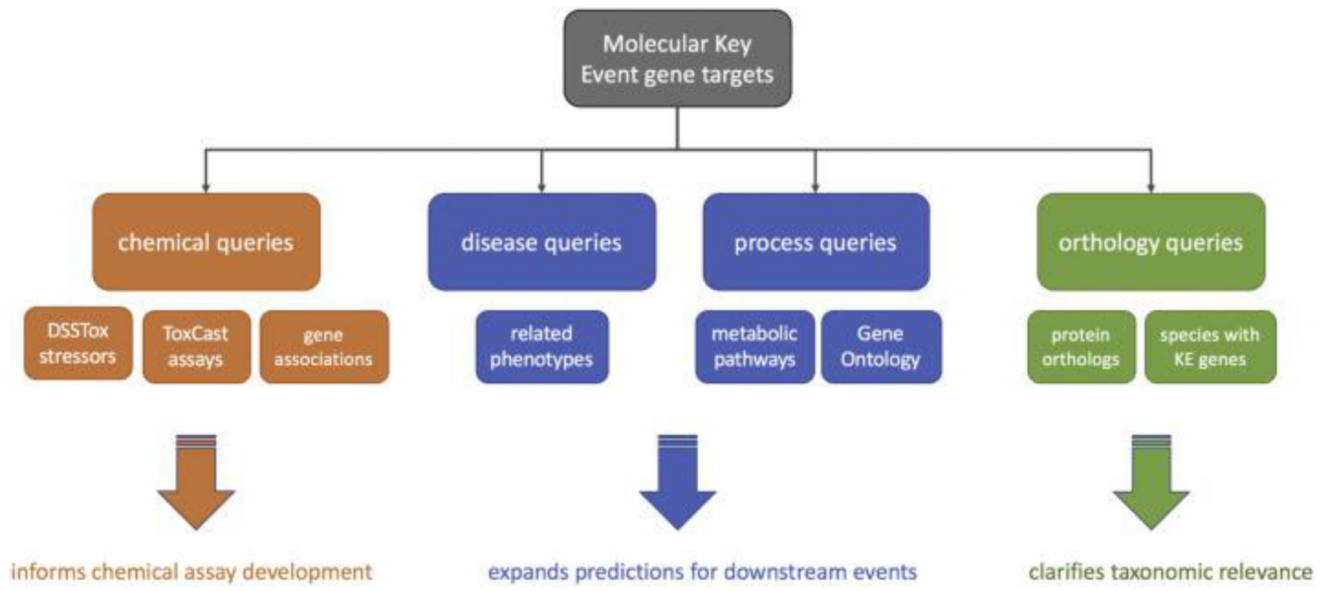 Molecular Key
Event gene targets
chemical queries
disease queries
process queries
orthology queries
DSSTox
stressors
ToxCast
assays
gene
associations
related
phenotypes
metabolic
pathways
Gene
Ontology
protein
orthologs
species with
KE genes
informs chemical assay development
expands predictions for downstream events
clarifies taxonomic relevance